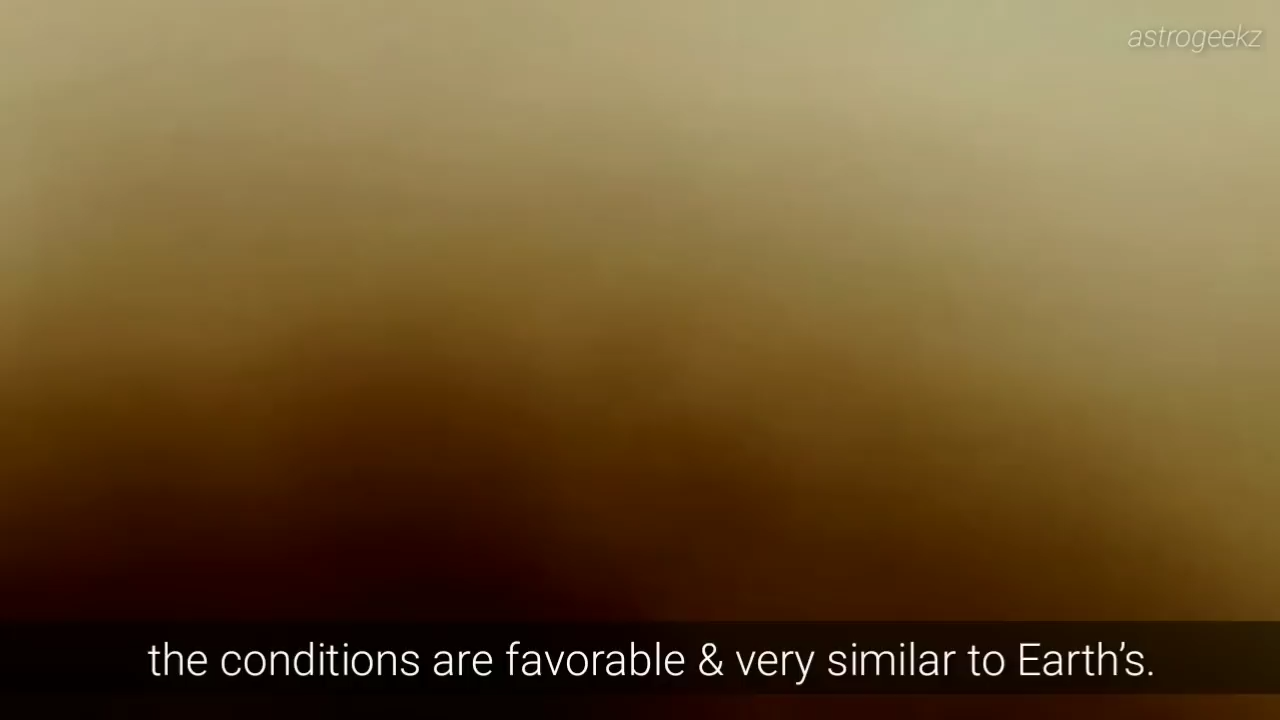 astrogeekz
the conditions are favorable & very similar to Earth’s.